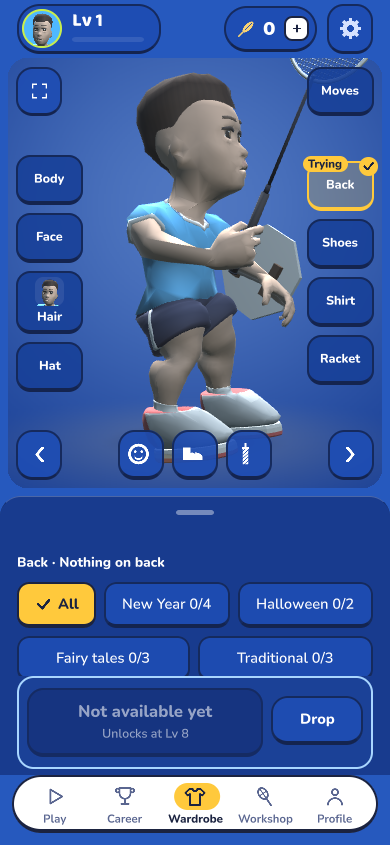 Lv 1
0
+
Moves
Trying
Back
Body
Face
Shoes
Hair
Shirt
Hat
Racket
Back · Nothing on back
All
New Year 0/4
Halloween 0/2
Fairy tales 0/3
Traditional 0/3
Not available yet
Unlocks at Lv 8
Drop
Play
Career
Wardrobe
Workshop
Profile